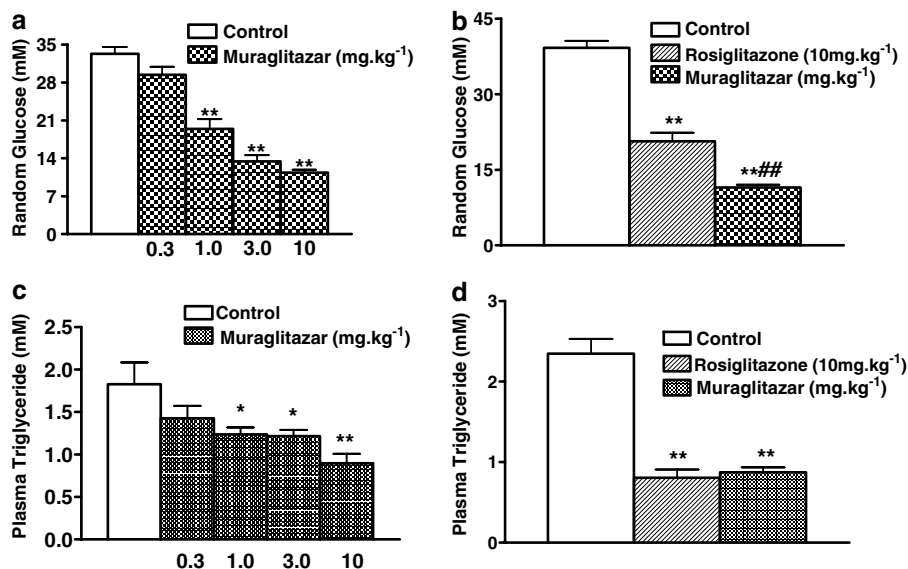 a
Control
Muraglitazar (mg.kg-1)
Random Glucose (mM)
35
28
21
14
7
0
**
**
**
0.3 1.0 3.0 10
b
Control
Rosiglitazone (10mg.kg-1)
Muraglitazar (mg.kg-1)
Random Glucose (mM)
45
30
15
0
**
**##
c
Control
Muraglitazar (mg.kg-1)
Plasma Triglyceride (mM)
2.5
2.0
1.5
1.0
0.5
0.0
*
*
**
0.3 1.0 3.0 10
d
Control
Rosiglitazone (10mg.kg-1)
Muraglitazar (mg.kg-1)
Plasma Triglyceride (mM)
3
2
1
0
**
**